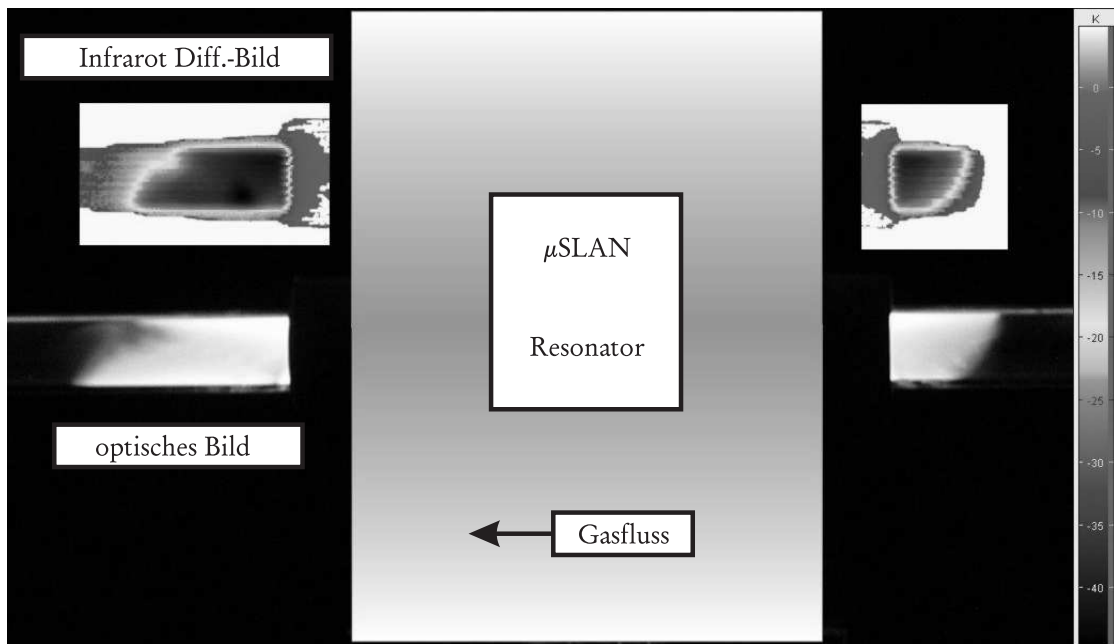 Infrarot Diff.-Bild
K
0
-5
-10
-15
-20
-25
-30
-35
-40
μSLAN
Resonator
optisches Bild
Gasfluss